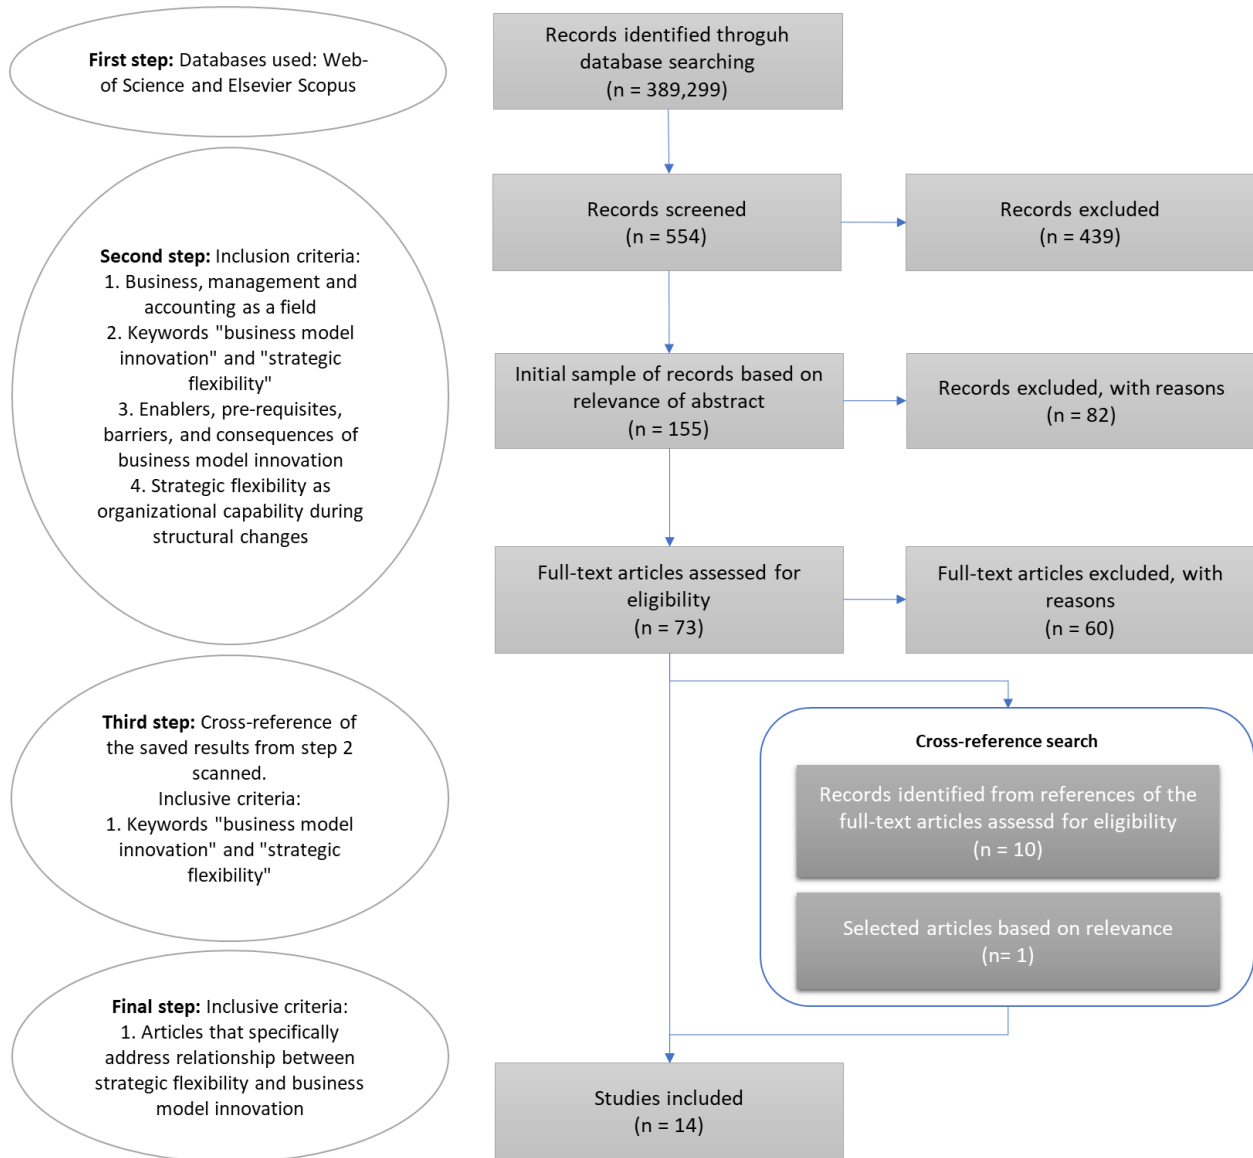 First step: Databases used: Web-
of Science and Elsevier Scopus
Records identified throguh
database searching
(n = 389,299)
Second step: Inclusion criteria:
1. Business, management and
accounting as a field
2. Keywords "business model
innovation" and "strategic
flexibility"
3. Enablers, pre-requisites,
barriers, and consequences of
business model innovation
4. Strategic flexibility as
organizational capability during
structural changes
Records screened
(n = 554)
Records excluded
(n = 439)
Initial sample of records based on
relevance of abstract
(n = 155)
Records excluded, with reasons
(n = 82)
Full-text articles assessed for
eligibility
(n = 73)
Full-text articles excluded, with
reasons
(n = 60)
Third step: Cross-reference of
the saved results from step 2
scanned.
Inclusive criteria:
1. Keywords "business model
innovation" and "strategic
flexibility"
Cross-reference search
Records identified from references of the
full-text articles assessd for eligibility
(n = 10)
Selected articles based on relevance
(n= 1)
Final step: Inclusive criteria:
1. Articles that specifically
address relationship between
strategic flexibility and business
model innovation
Studies included
(n = 14)